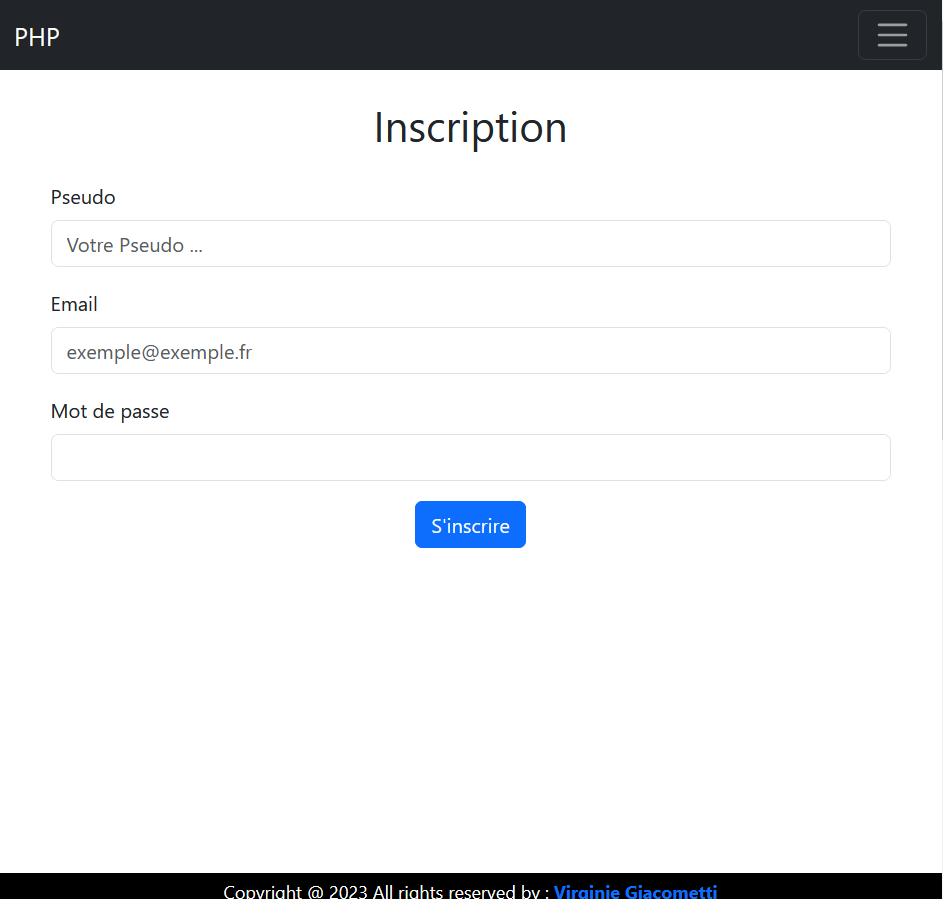 PHP
Inscription
Pseudo
Votre Pseudo ...
Email
exemple@exemple.fr
Mot de passe
S'inscrire
Copyright @ 2023 All rights reserved by : Virginie Giacometti